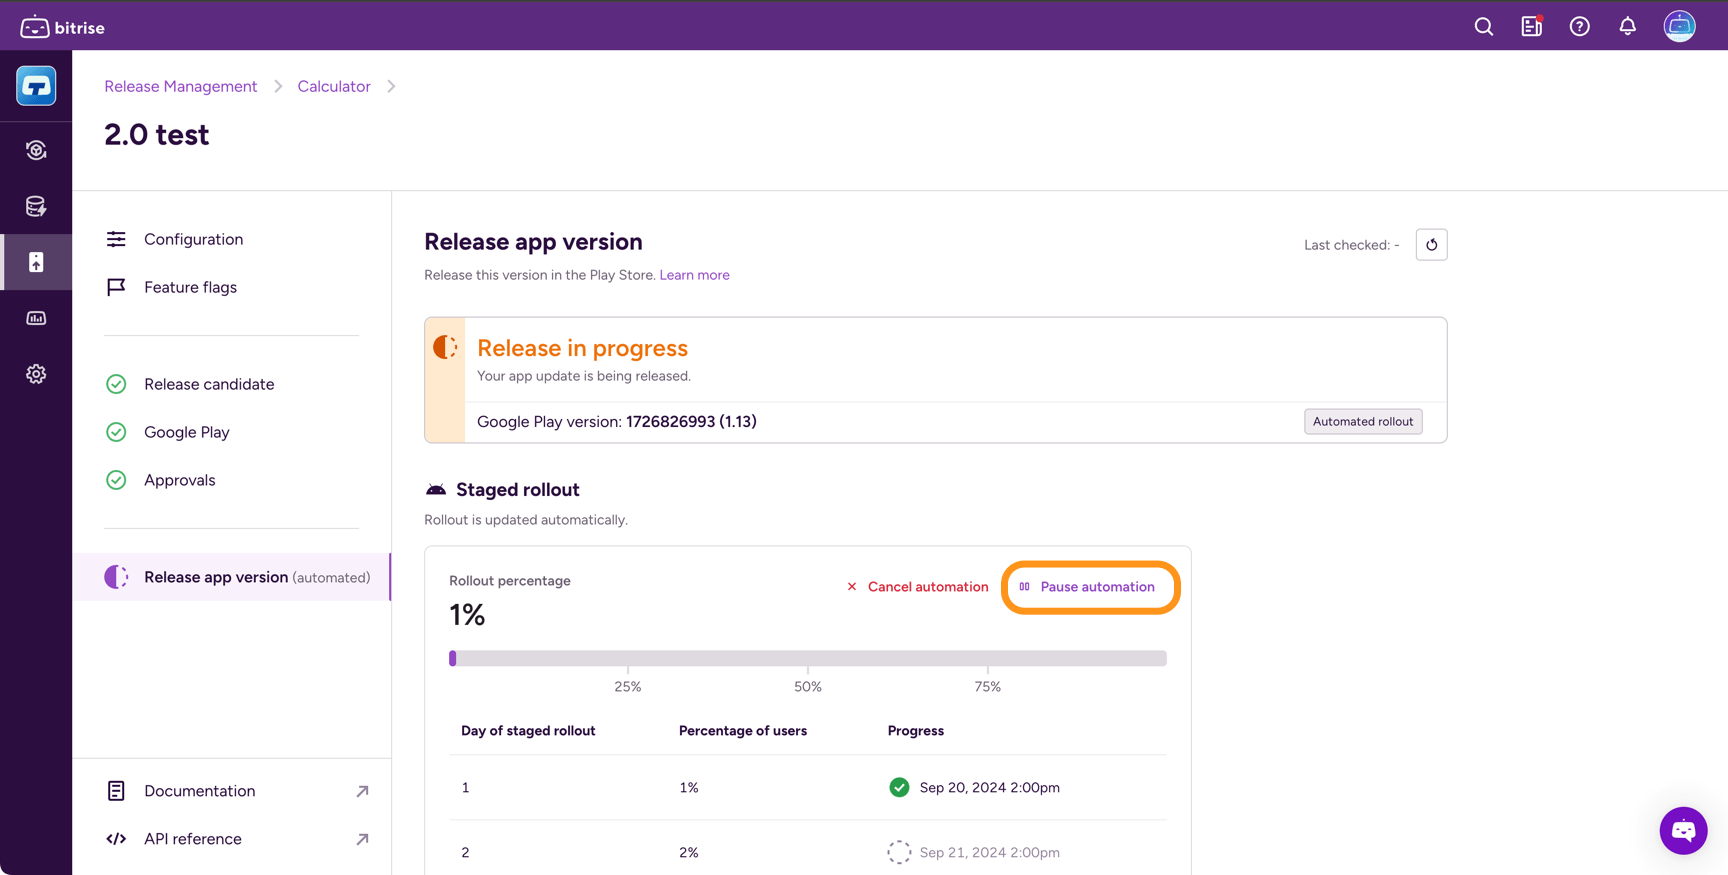 bitrise
Release Management
Calculator
2.0 test
Configuration
Feature flags
Release candidate
Google Play
Approvals
Release app version (automated)
Documentation
API reference
Release app version
Last checked: -
Release this version in the Play Store. Learn more
Release in progress
Your app update is being released.
Google Play version: 1726826993 (1.13)
Automated rollout
Staged rollout
Rollout is updated automatically.
Rollout percentage
Cancel automation
Pause automation
1%
25% 50% 75%
Day of staged rollout Percentage of users Progress
1 1% Sep 20, 2024 2:00pm
2 2% Sep 21, 2024 2:00pm